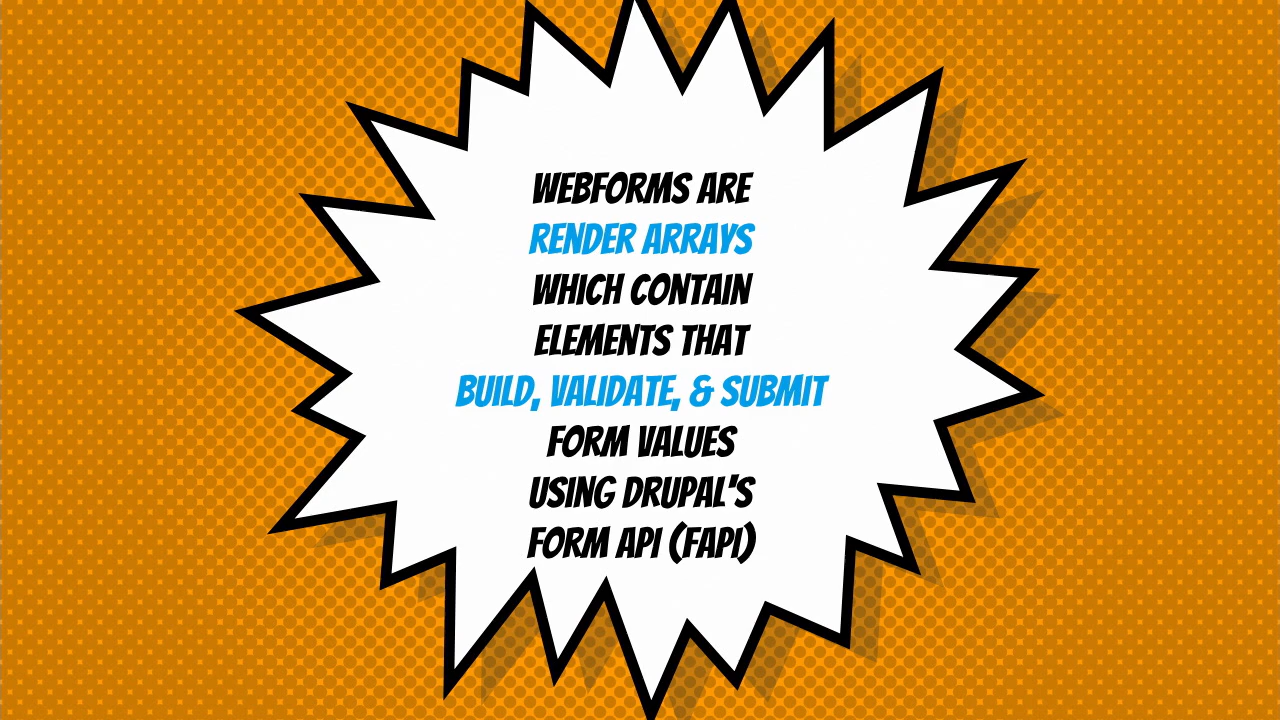 WEBFORMS ARE
RENDER ARRAYS
WHICH CONTAIN
ELEMENTS THAT
BUILD, VALIDATE, & SUBMIT
FORM VALUES
USING DRUPAL'S
FORM API (FAPI)